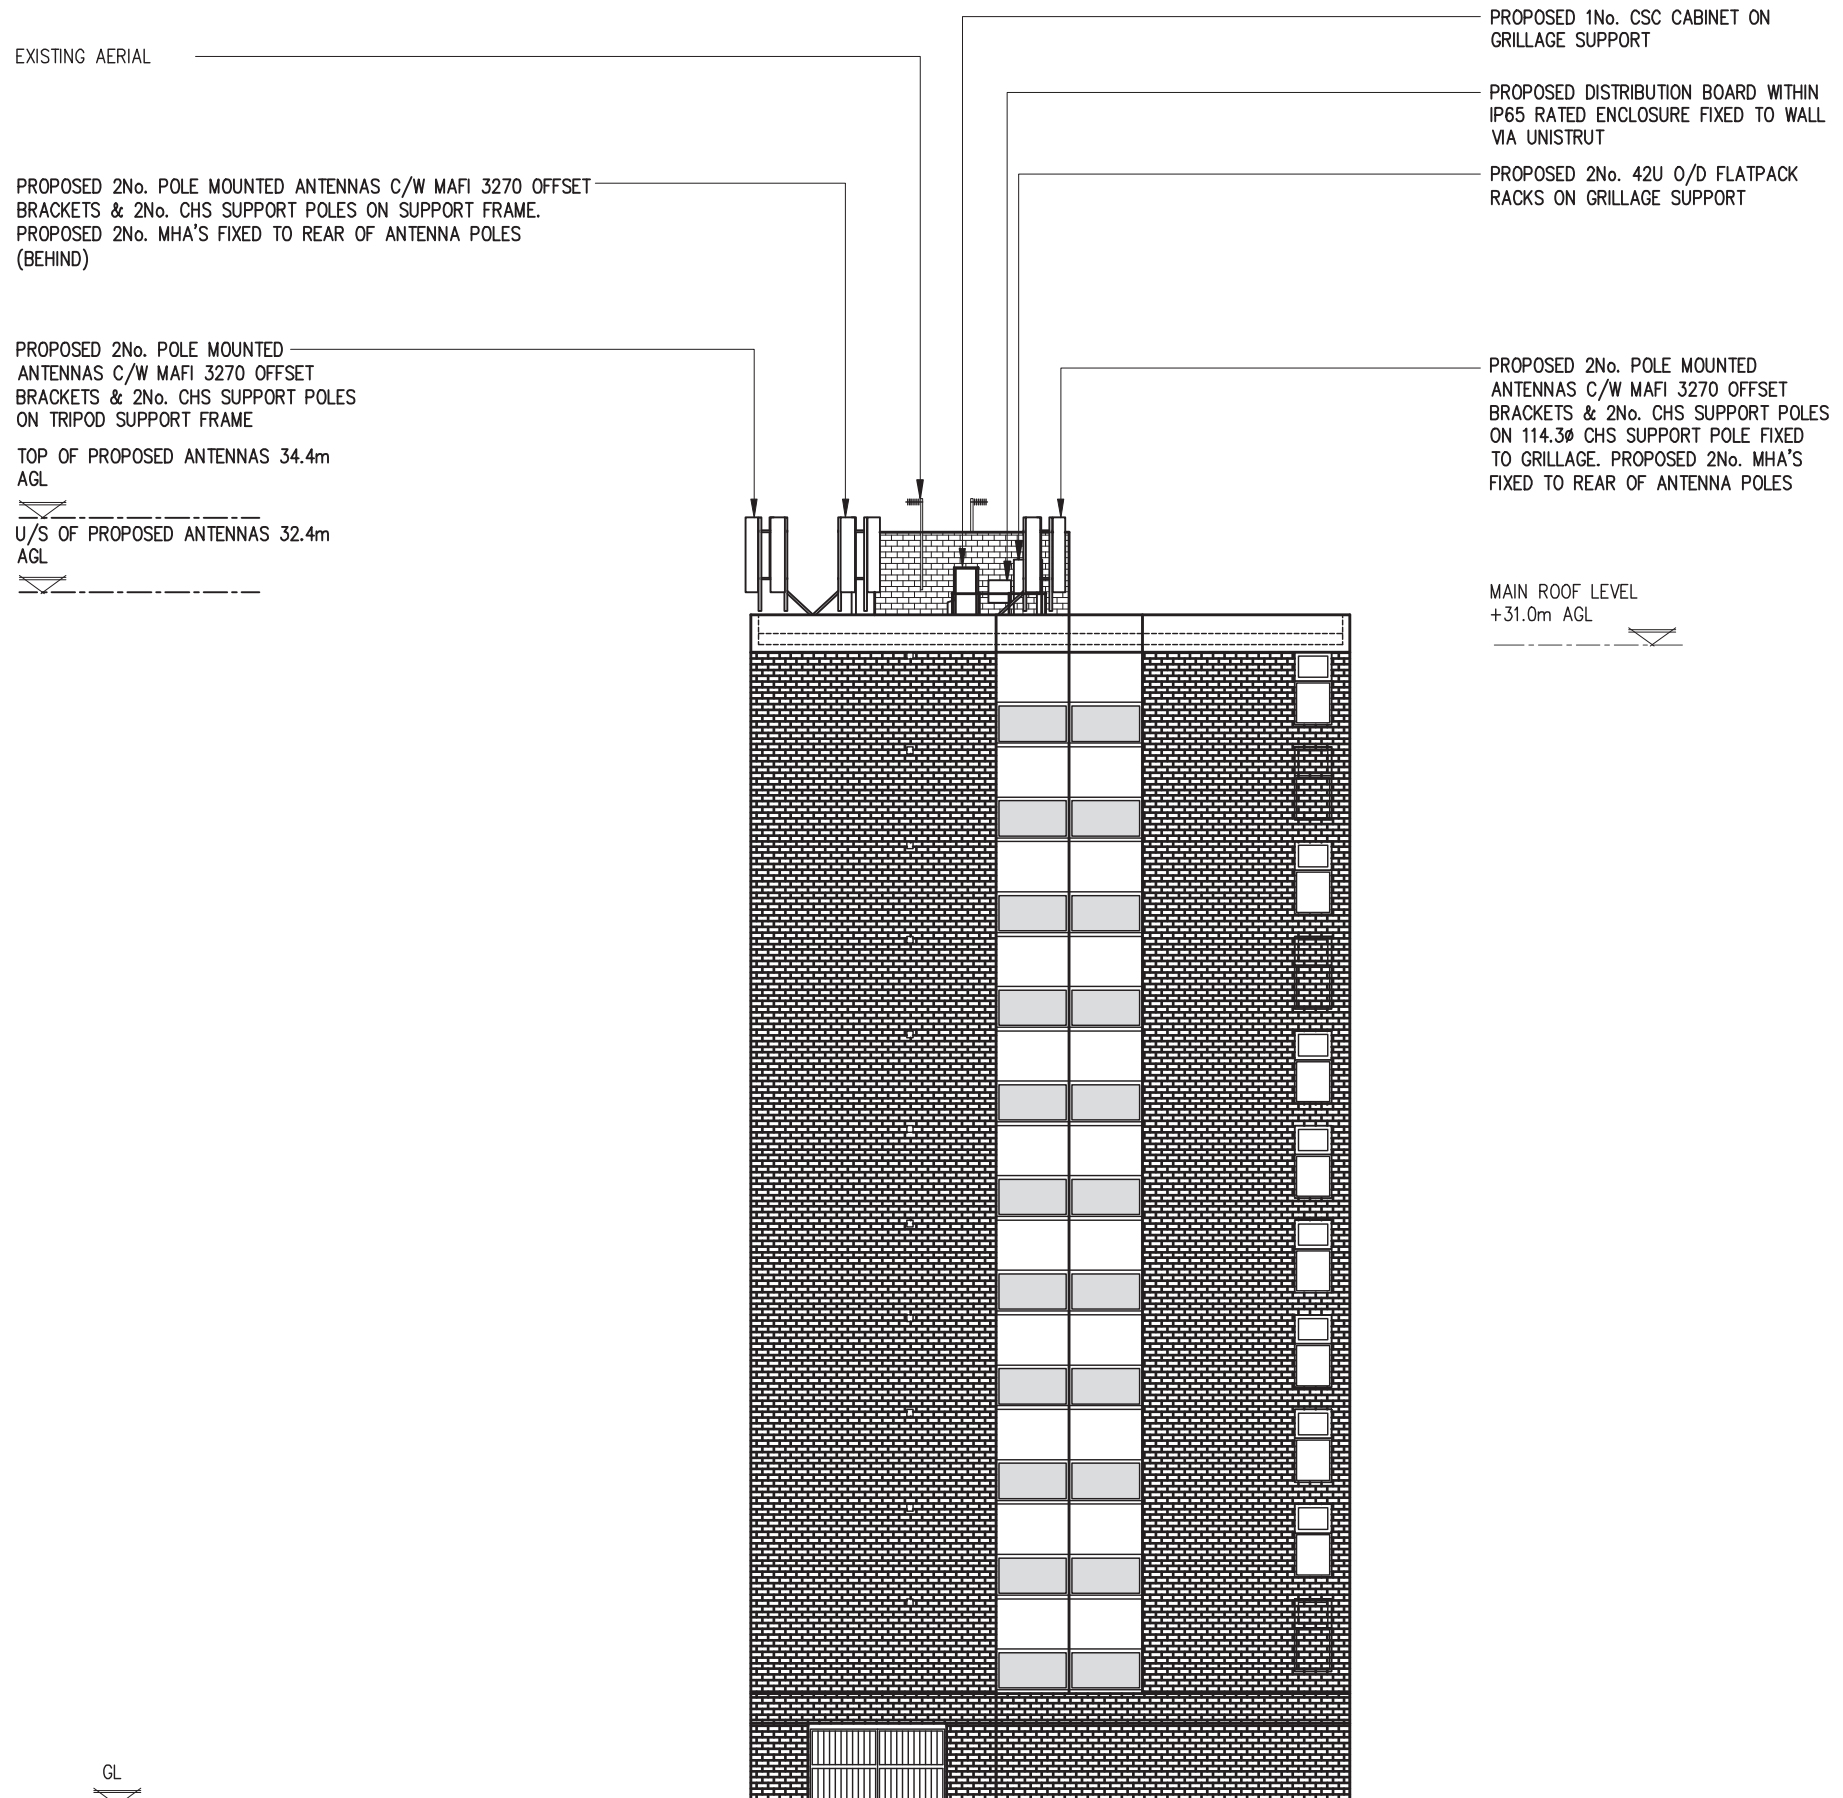 EXISTING AERIAL
PROPOSED 2No. POLE MOUNTED ANTENNAS C/W MAFI 3270 OFFSET
BRACKETS & 2No. CHS SUPPORT POLES ON SUPPORT FRAME.
PROPOSED 2No. MHA'S FIXED TO REAR OF ANTENNA POLES
(BEHIND)
PROPOSED 2No. POLE MOUNTED
ANTENNAS C/W MAFI 3270 OFFSET
BRACKETS & 2No. CHS SUPPORT POLES
ON TRIPOD SUPPORT FRAME
TOP OF PROPOSED ANTENNAS 34.4m
AGL
U/S OF PROPOSED ANTENNAS 32.4m
AGL
PROPOSED 1No. CSC CABINET ON
GRILLAGE SUPPORT
PROPOSED DISTRIBUTION BOARD WITHIN
IP65 RATED ENCLOSURE FIXED TO WALL
VIA UNISTRUT
PROPOSED 2No. 42U O/D FLATPACK
RACKS ON GRILLAGE SUPPORT
PROPOSED 2No. POLE MOUNTED
ANTENNAS C/W MAFI 3270 OFFSET
BRACKETS & 2No. CHS SUPPORT POLES
ON 114.3ø CHS SUPPORT POLE FIXED
TO GRILLAGE. PROPOSED 2No. MHA'S
FIXED TO REAR OF ANTENNA POLES
MAIN ROOF LEVEL
+31.0m AGL
GL